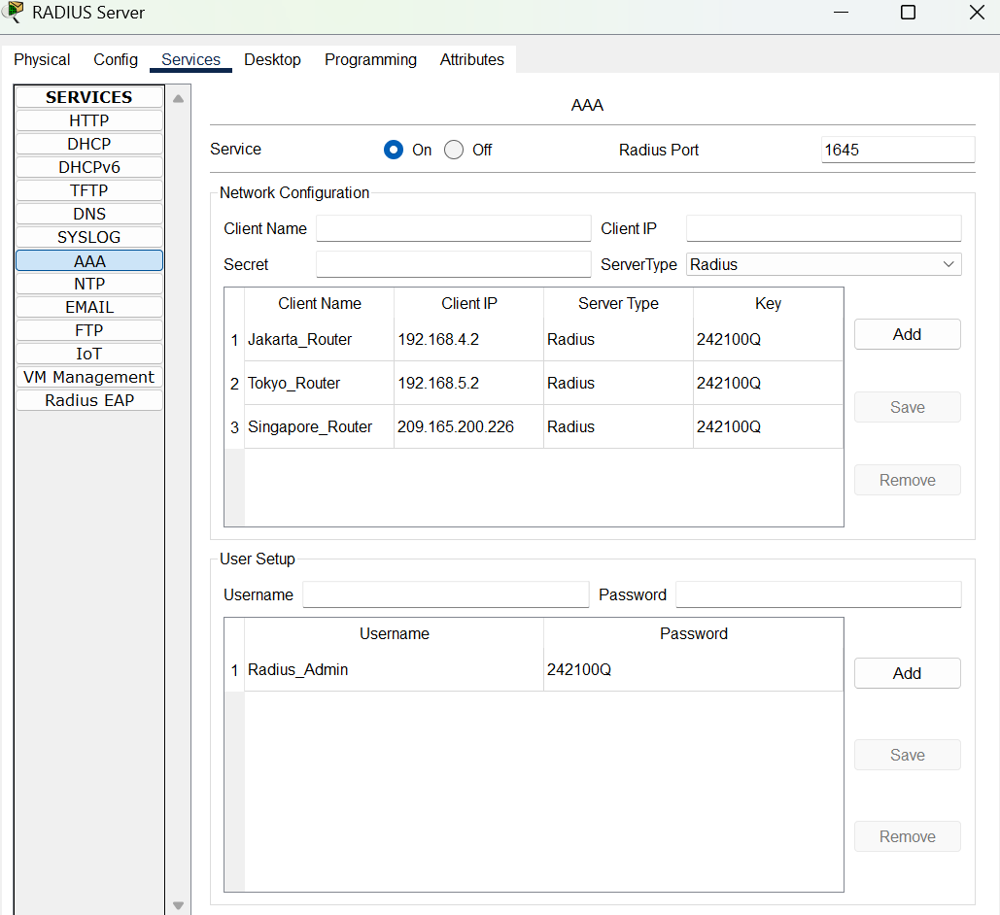 RADIUS Server
Physical Config Services Desktop Programming Attributes
SERVICES
HTTP
DHCP
DHCPv6
TFTP
DNS
SYSLOG
AAA
NTP
EMAIL
FTP
IoT
VM Management
Radius EAP
AAA
Service On Off Radius Port 1645
Network Configuration
Client Name Client IP
Secret ServerType Radius
Client Name Client IP Server Type Key
1 Jakarta_Router 192.168.4.2 Radius 242100Q
2 Tokyo_Router 192.168.5.2 Radius 242100Q
3 Singapore_Router 209.165.200.226 Radius 242100Q
Add
Save
Remove
User Setup
Username Password
Username Password
1 Radius_Admin 242100Q
Add
Save
Remove